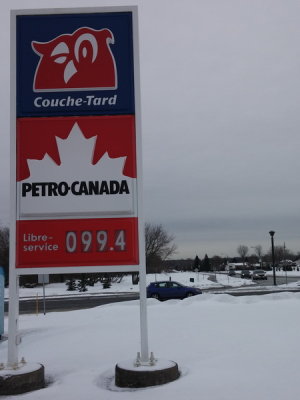 Couche-Tard
PETRO-CANADA
Libre-
service 099.4